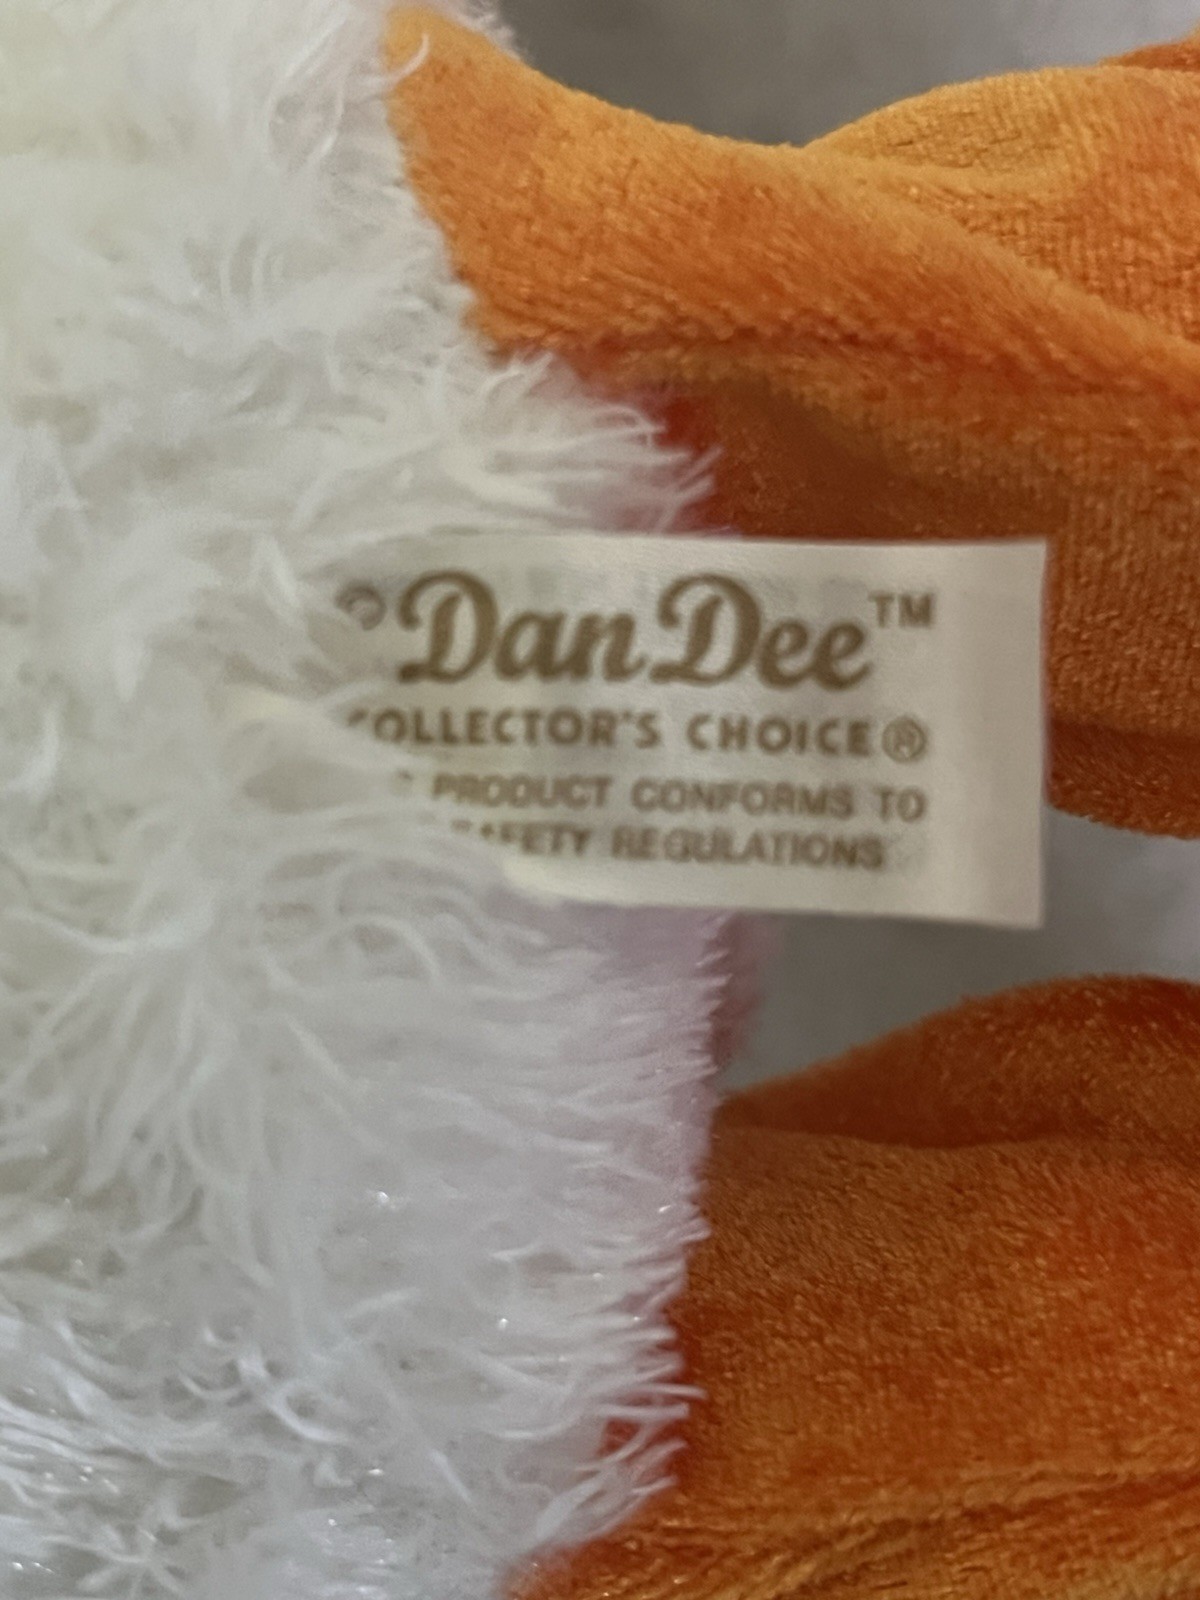 © Dan Dee™
COLLECTOR'S CHOICE®
PRODUCT CONFORMS TO
SAFETY REGULATIONS